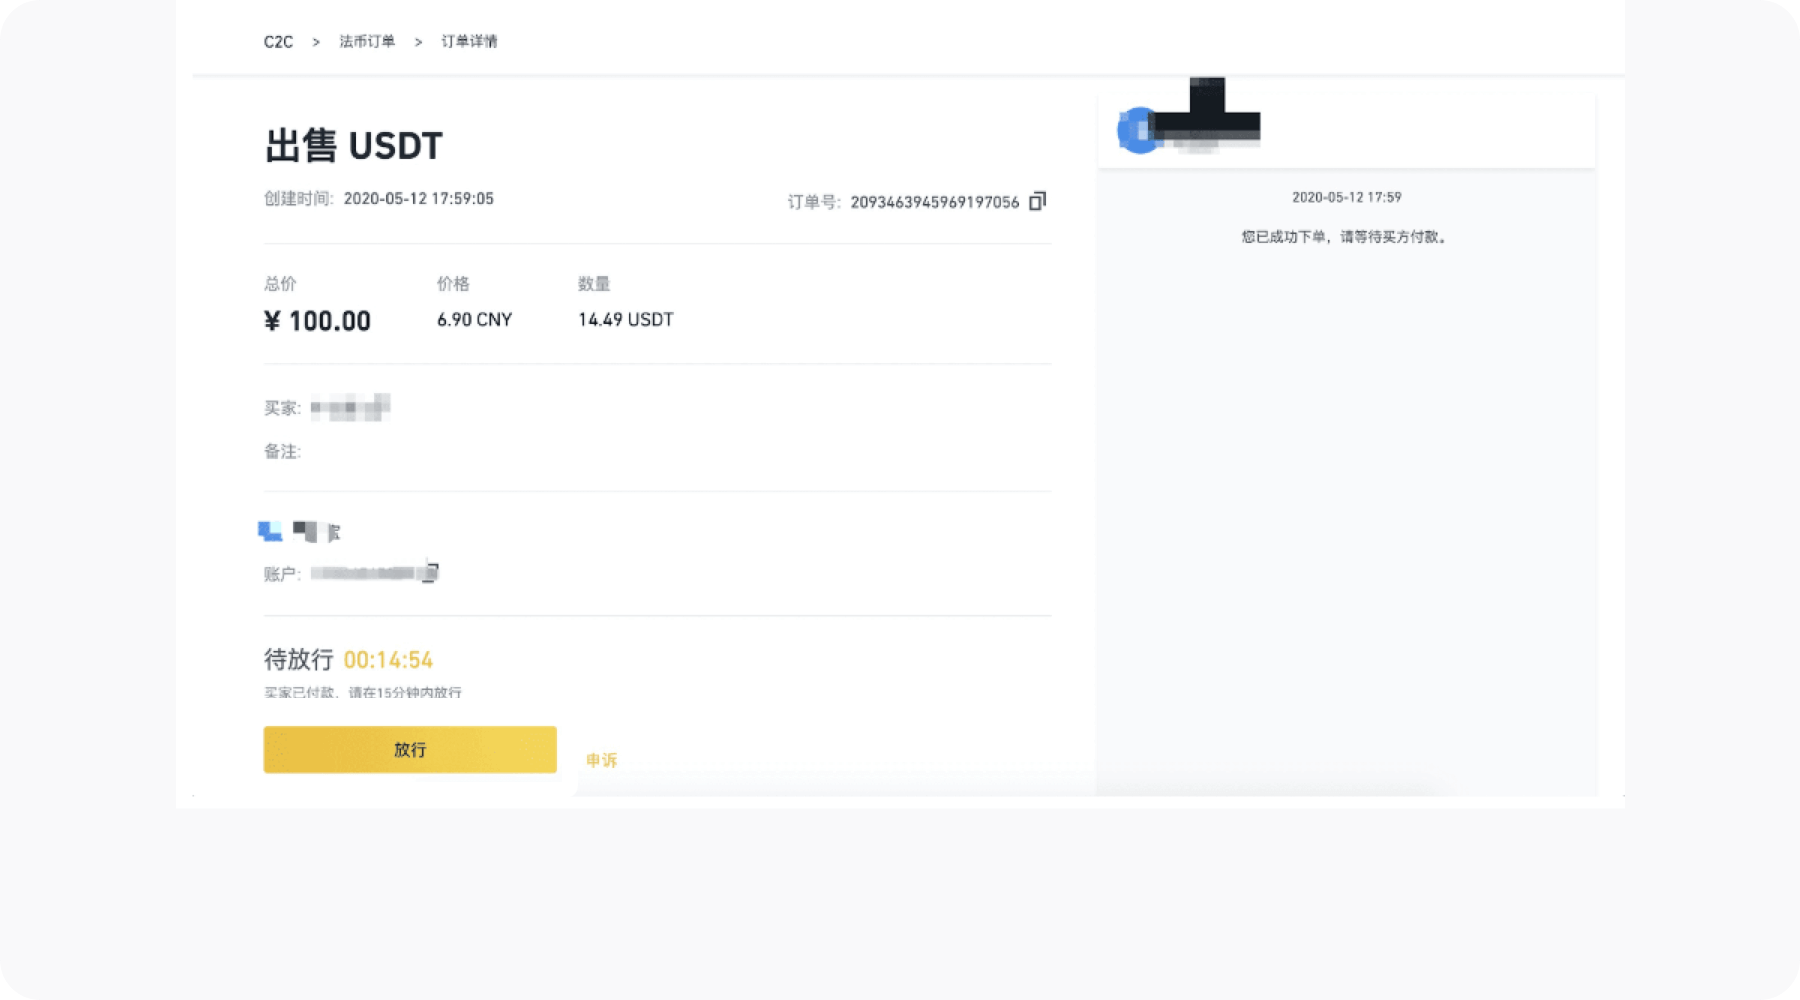 C2C > 法币订单 > 订单详情
出售 USDT
创建时间: 2020-05-12 17:59:05
订单号: 2093463945969197056
总价 价格 数量
¥ 100.00 6.90 CNY 14.49 USDT
买家:
备注:
账户:
待放行 00:14:54
买家已付款，请在15分钟内放行
放行
申诉
2020-05-12 17:59
您已成功下单，请等待买方付款。